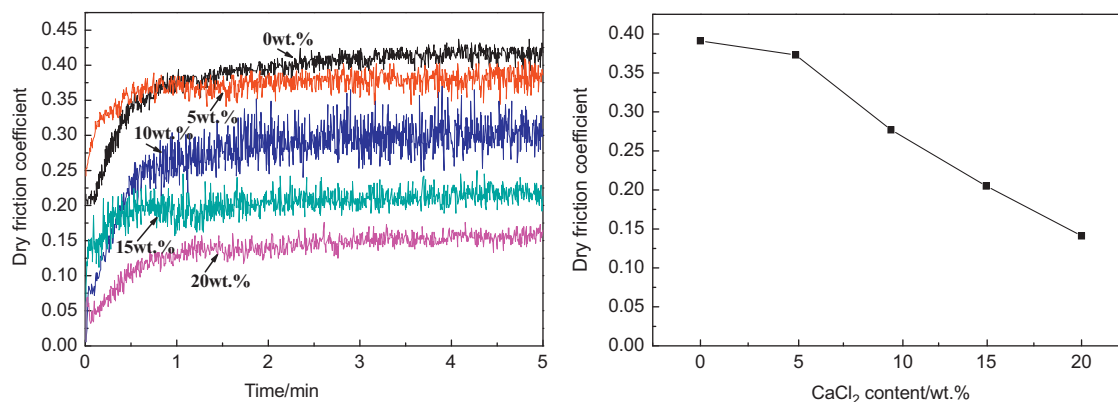 Dry friction coefficient
0.45
0.40
0.35
0.30
0.25
0.20
0.15
0.10
0.05
0.00
0wt.%
5wt.%
10wt.%
15wt.%
20wt.%
0 1 2 3 4 5
Time/min
Dry friction coefficient
0.40
0.35
0.30
0.25
0.20
0.15
0.10
0.05
0.00
0 5 10 15 20
CaCl₂ content/wt.%